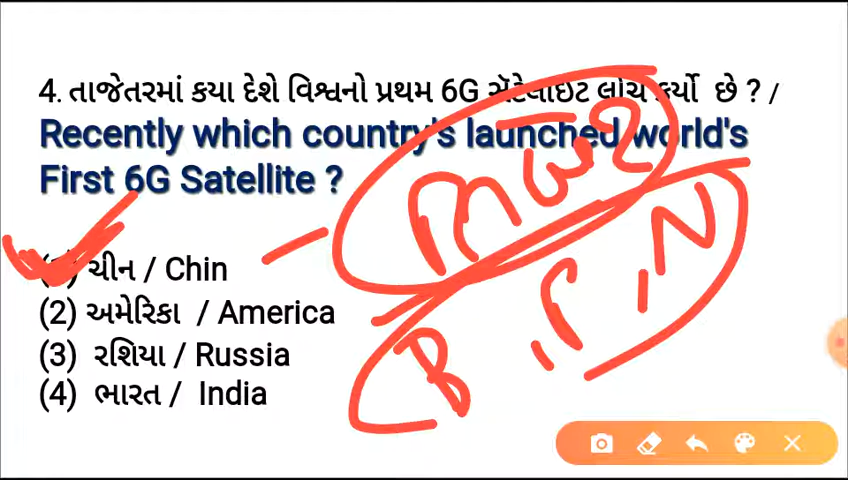 4. તાજેતરમાં કયા દેશે વિશ્વનો પ્રથમ 6G સૅટેલાઇટ લોંચ કર્યો છે ? /
Recently which country's launched world's
First 6G Satellite ?
ચીન / Chin
(2) અમેરિકા / America
(3) રશિયા / Russia
(4) ભારત / India
B , P , N